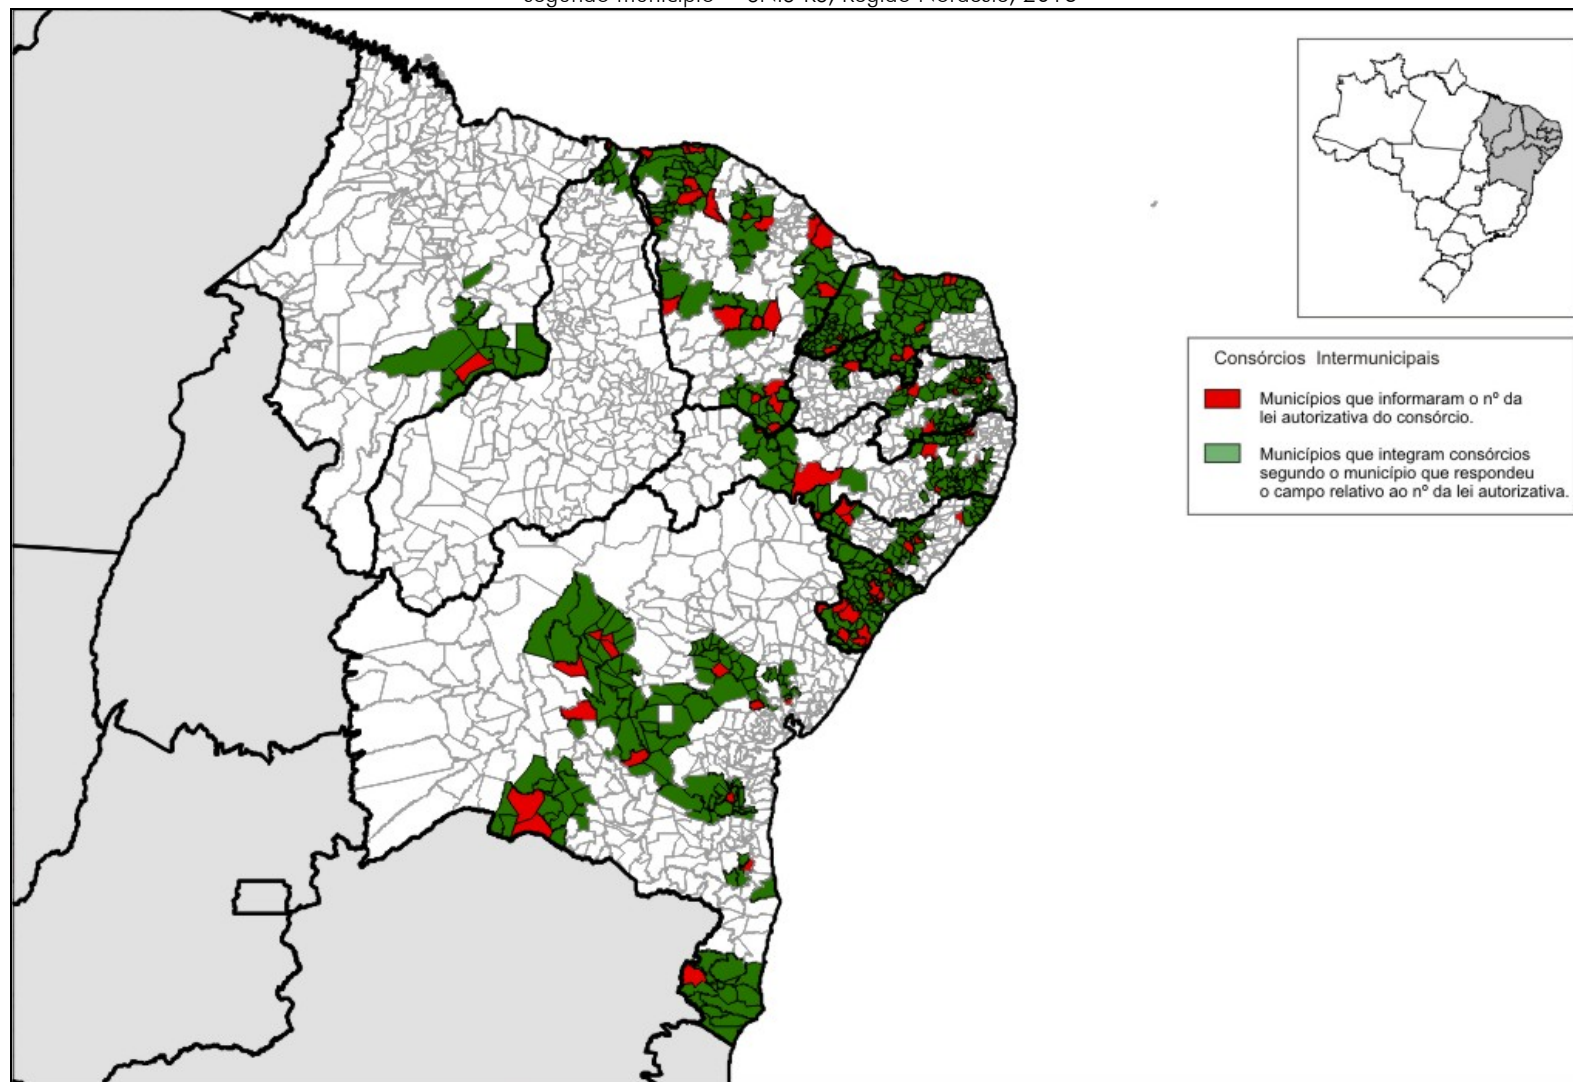 Consórcios Intermunicipais
Municípios que informaram o nº da
lei autorizativa do consórcio.
Municípios que integram consórcios
segundo o município que respondeu
o campo relativo ao nº da lei autorizativa.